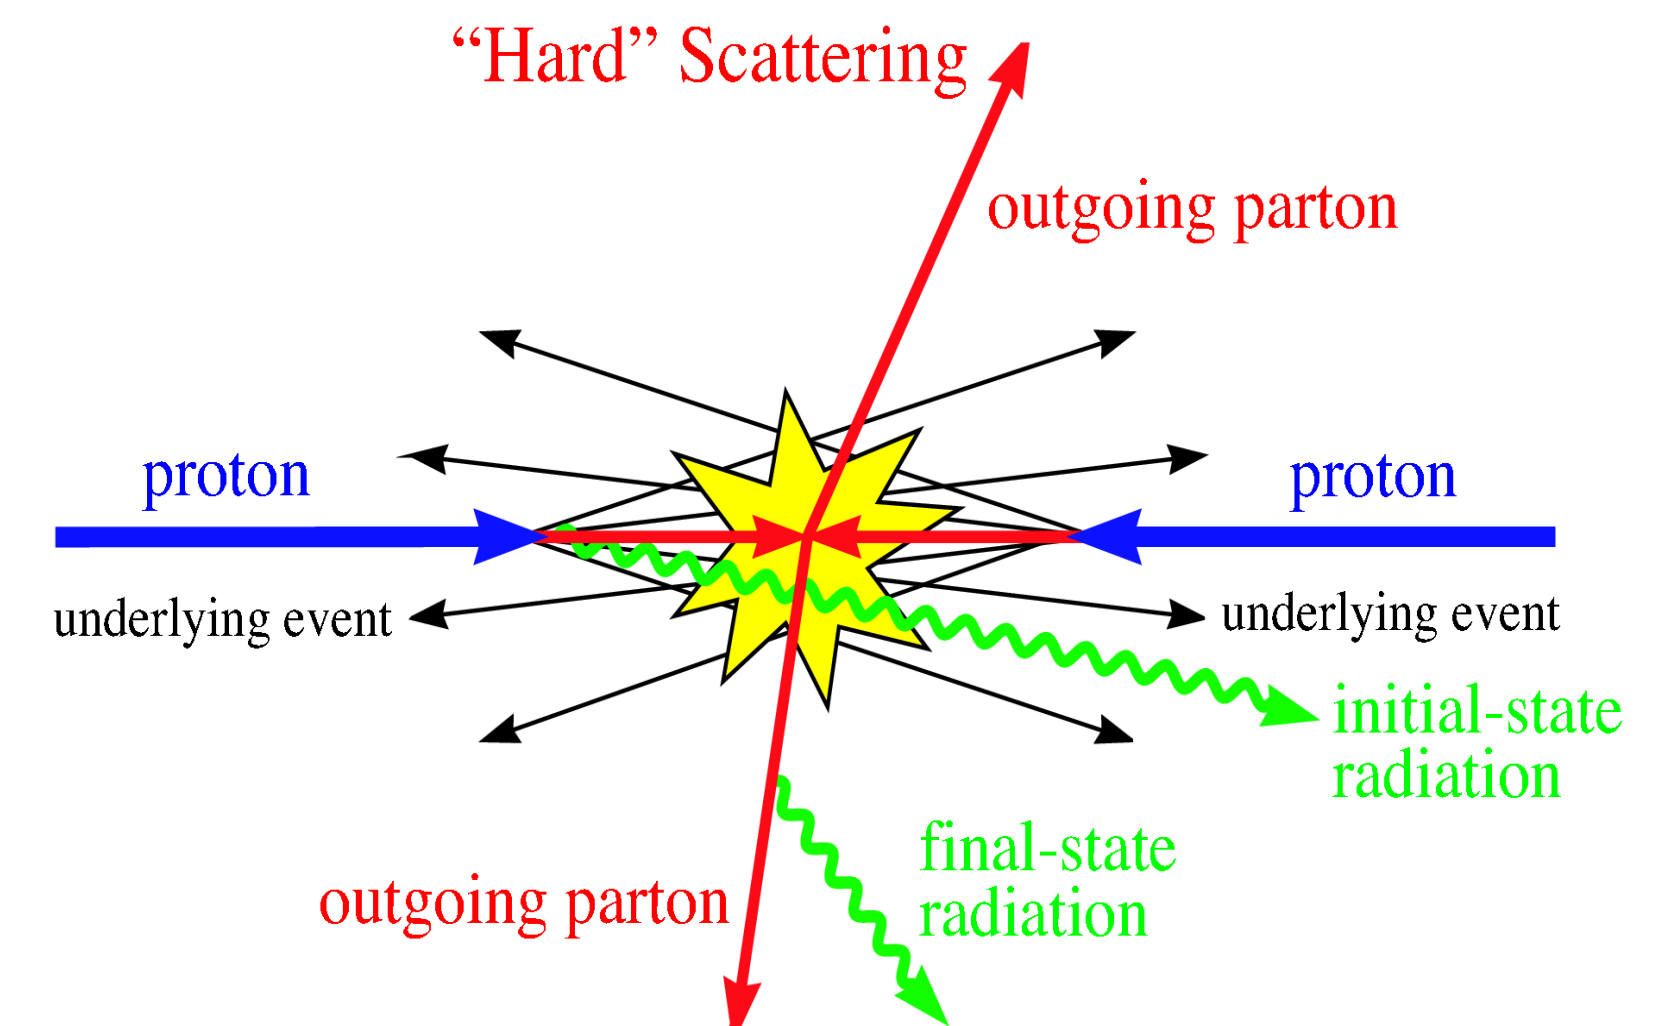 “Hard” Scattering
outgoing parton
proton
proton
underlying event
underlying event
initial-state
radiation
final-state
radiation
outgoing parton